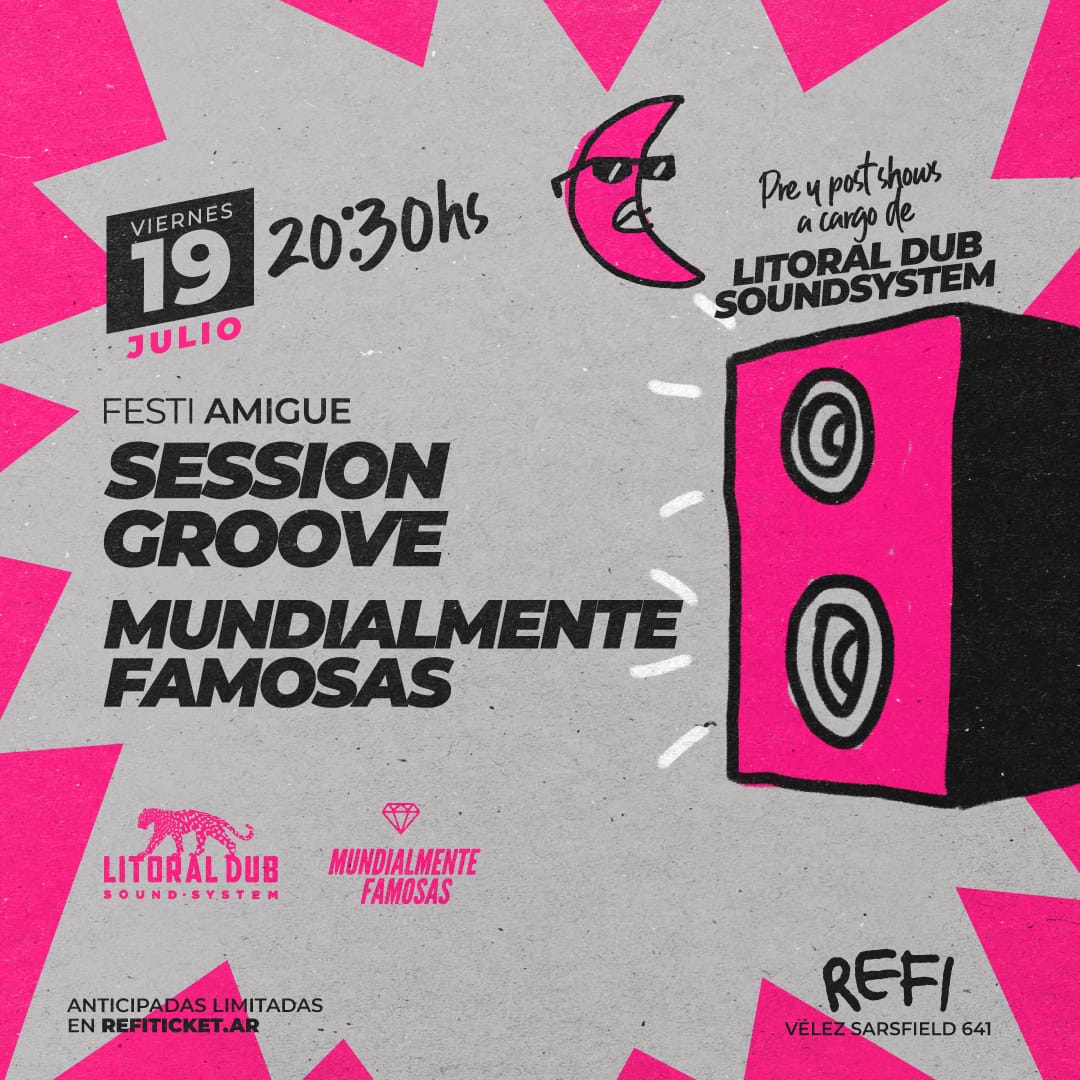 VIERNES
19
JULIO
20:30hs
Pre y post shows
a cargo de
LITORAL DUB
SOUNDSYSTEM
FESTI AMIGUE
SESSION
GROOVE
MUNDIALMENTE
FAMOSAS
LITORAL DUB
SOUND·SYSTEM
MUNDIALMENTE
FAMOSAS
REFI
VÉLEZ SARSFIELD 641
ANTICIPADAS LIMITADAS
EN REFITICKET.AR